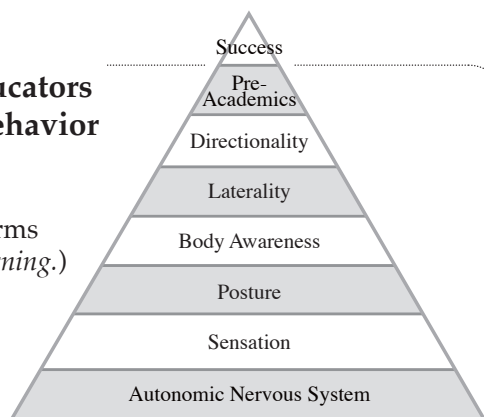 ucators
ehavior
rms
ning.)
Success
Pre-
Academics
Directionality
Laterality
Body Awareness
Posture
Sensation
Autonomic Nervous System